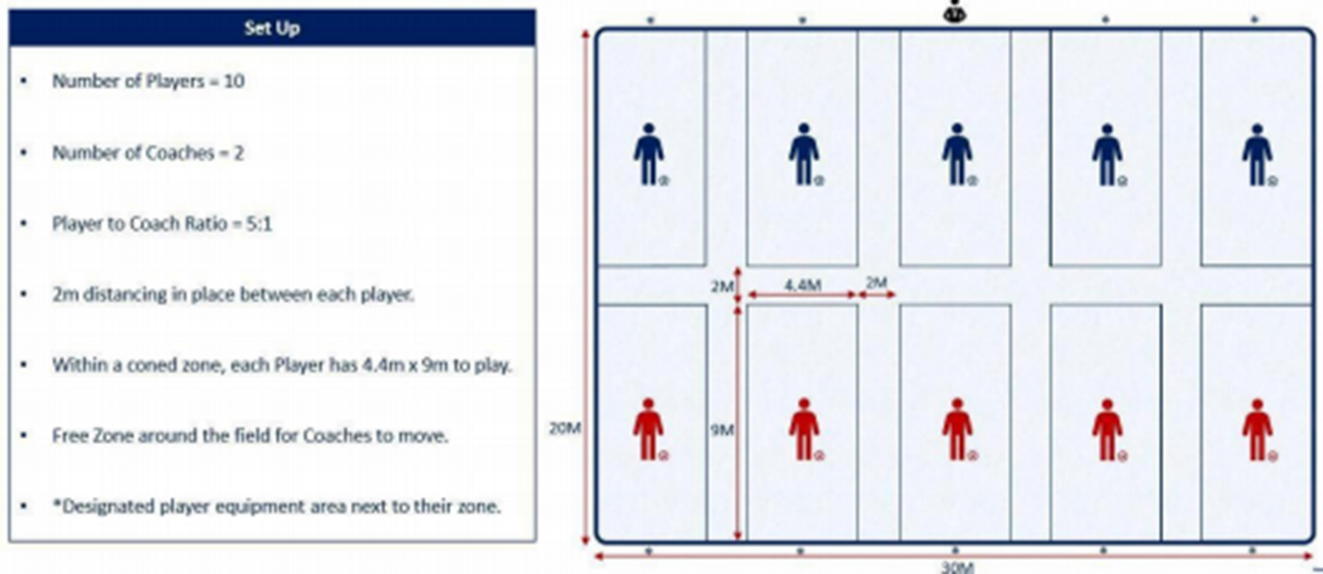 Set Up
Number of Players = 10
Number of Coaches = 2
Player to Coach Ratio = 5:1
2m distancing in place between each player.
Within a coned zone, each Player has 4.4m x 9m to play.
Free Zone around the field for Coaches to move.
*Designated player equipment area next to their zone.
2M
4.4M
2M
20M
9M
30M